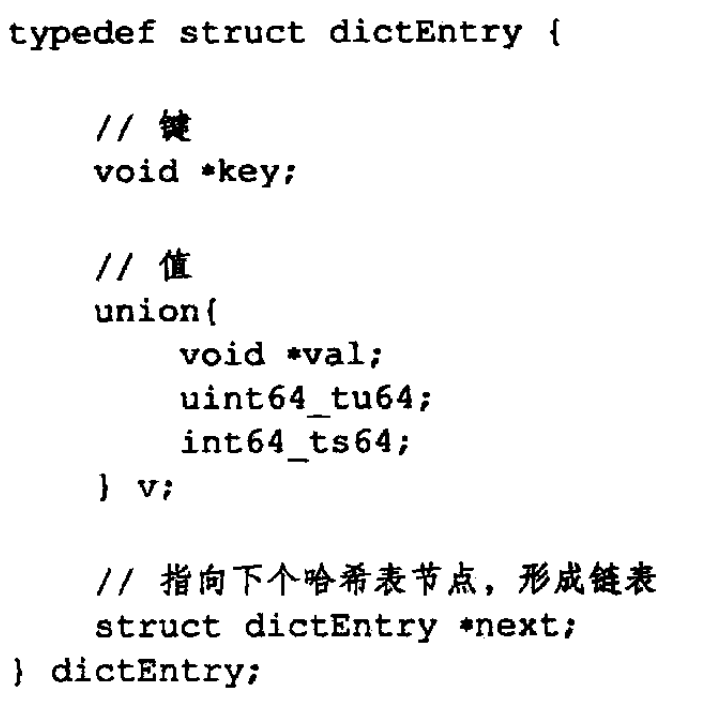 typedef struct dictEntry {
// 键
void *key;
// 值
union{
void *val;
uint64_tu64;
int64_ts64;
} v;
// 指向下个哈希表节点，形成链表
struct dictEntry *next;
} dictEntry;